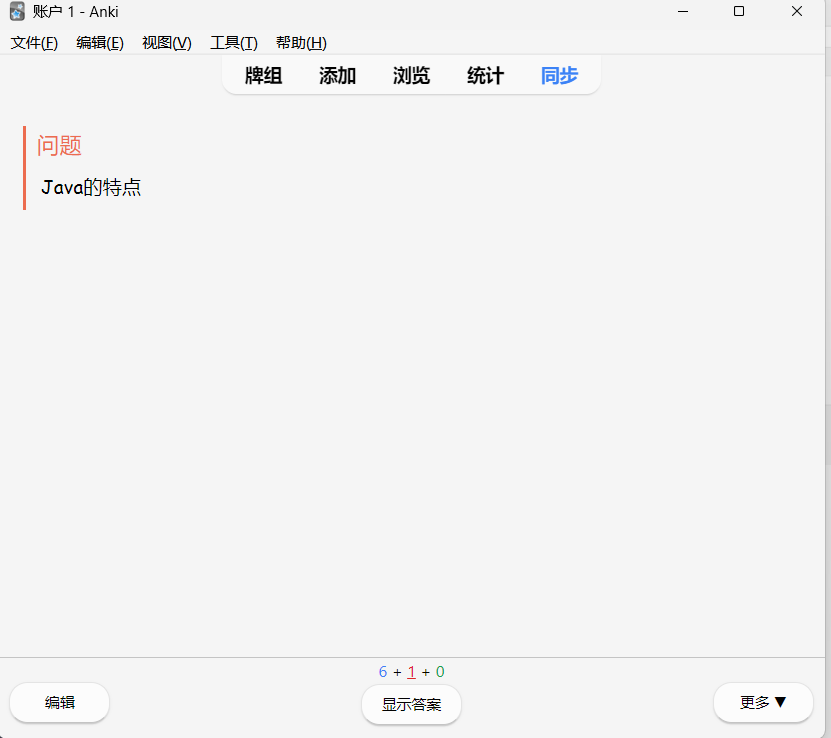 账户 1 - Anki
文件(F) 编辑(E) 视图(V) 工具(T) 帮助(H)
牌组 添加 浏览 统计 同步
问题
Java的特点
6 + 1 + 0
编辑 显示答案 更多 ▼